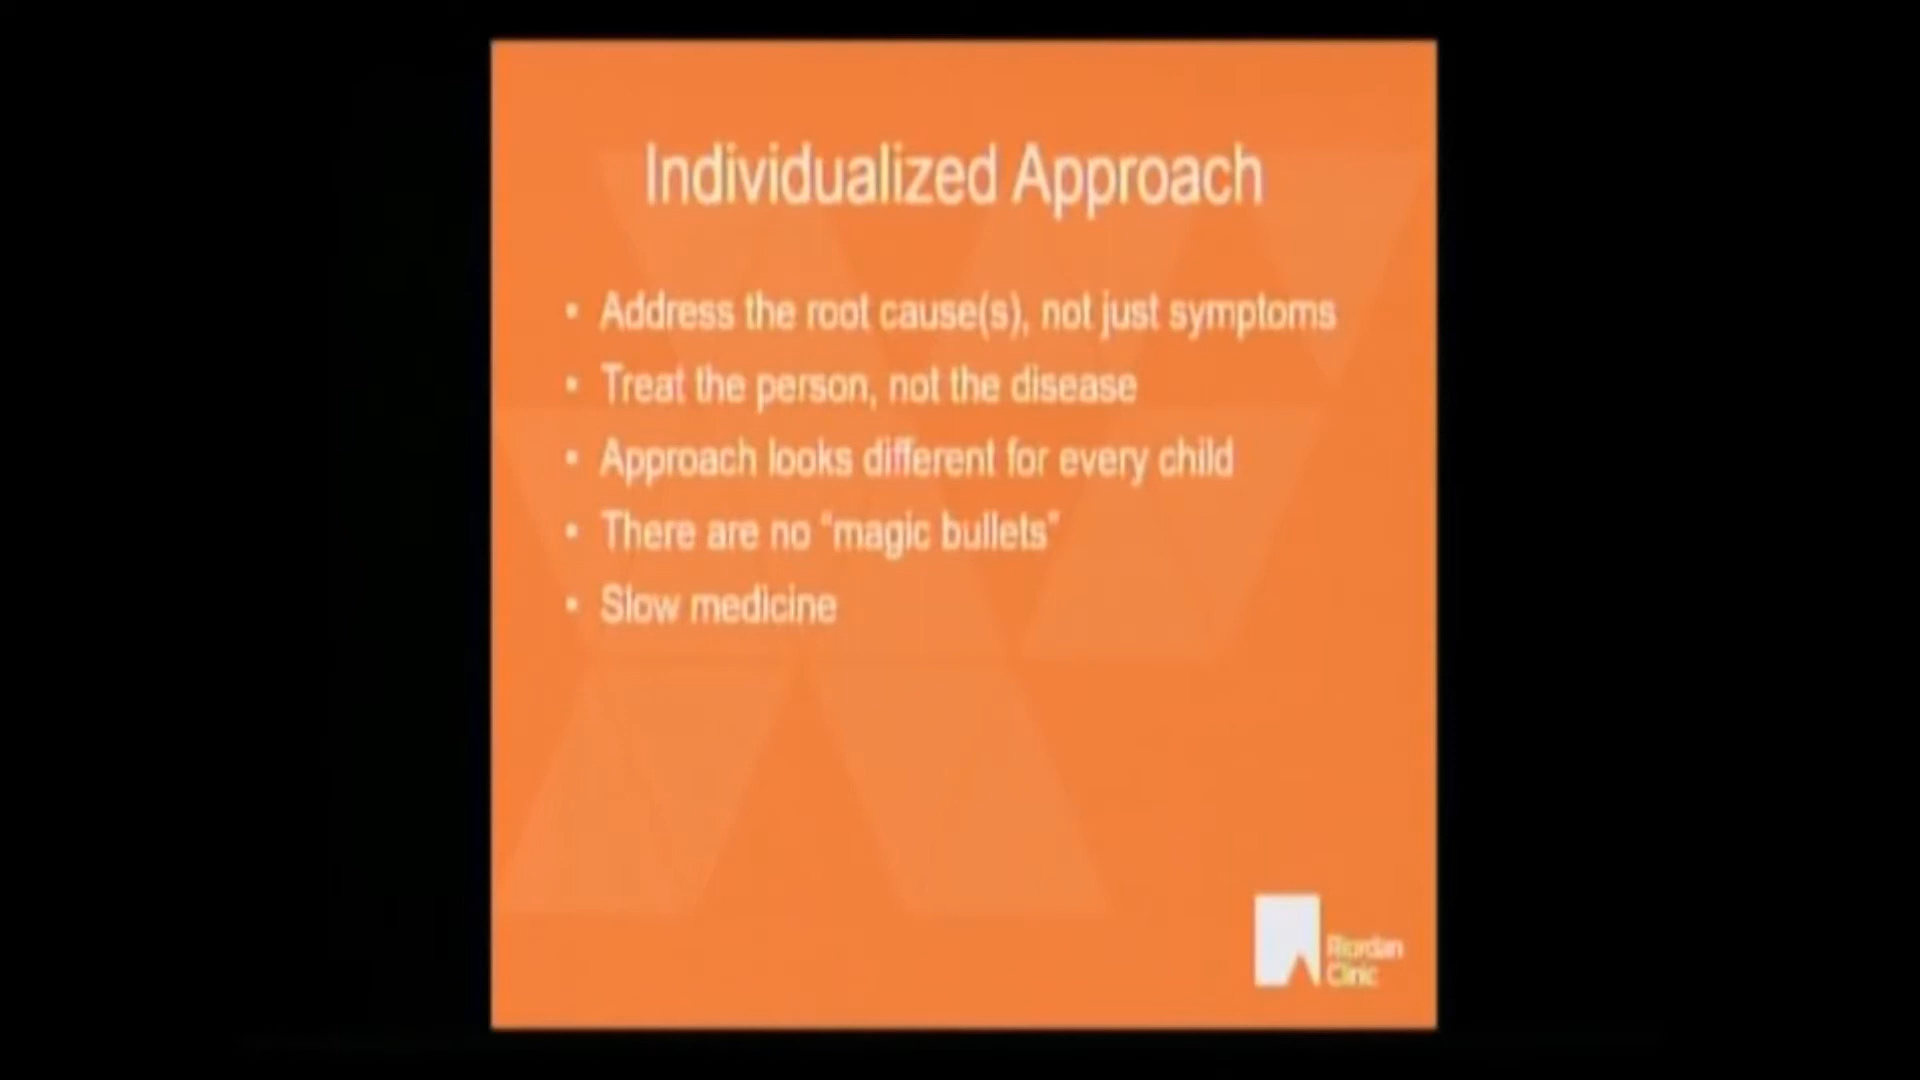 Individualized Approach
• Address the root cause(s), not just symptoms
• Treat the person, not the disease
• Approach looks different for every child
• There are no “magic bullets”
• Slow medicine
Riordan
Clinic